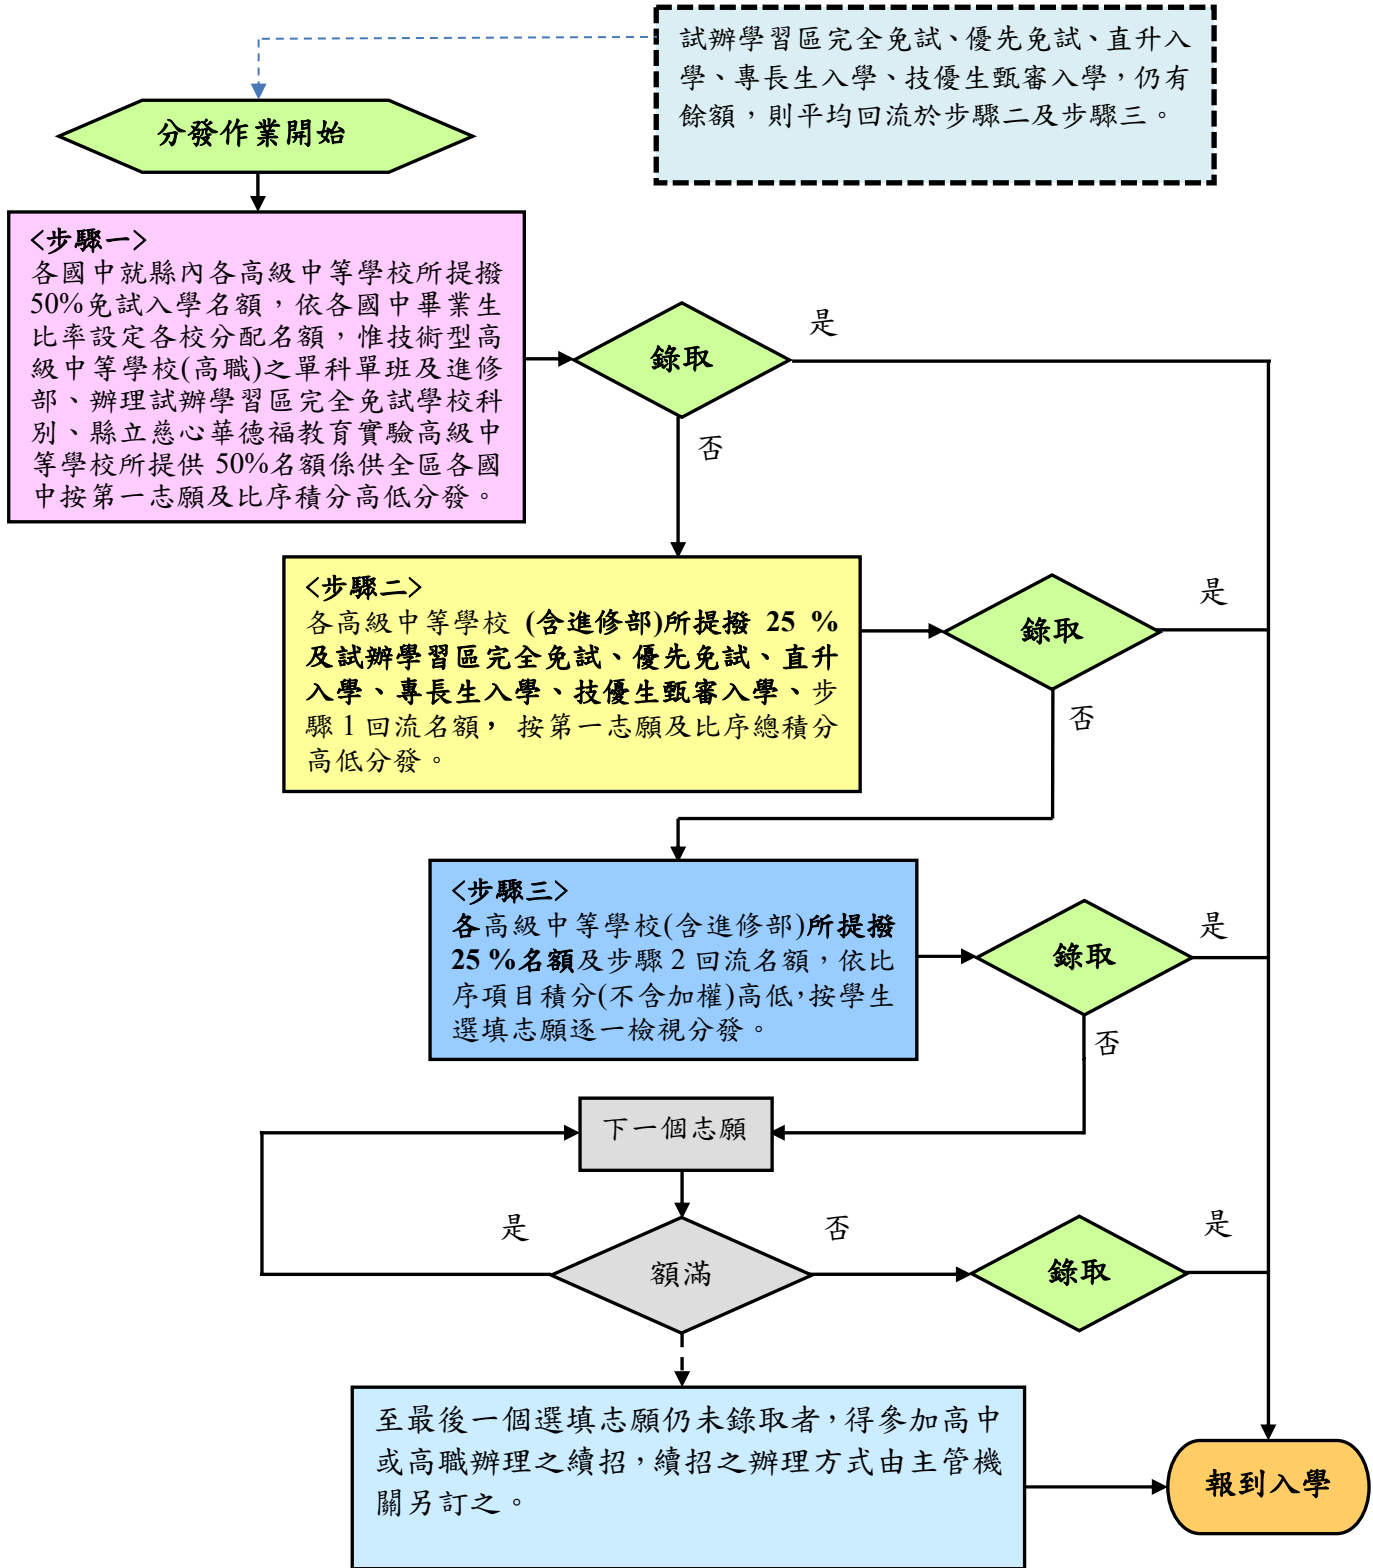 試辦學習區完全免試、優先免試、直升入
學、專長生入學、技優生甄審入學，仍有
餘額，則平均回流於步驟二及步驟三。
分發作業開始
<步驟一>
各國中就縣內各高級中等學校所提撥
50%免試入學名額，依各國中畢業生
比率設定各校分配名額，惟技術型高
級中等學校(高職)之單科單班及進修
部、辦理試辦學習區完全免試學校科
別、縣立慈心華德福教育實驗高級中
等學校所提供 50%名額係供全區各國
中按第一志願及比序積分高低分發。
錄取
是
否
<步驟二>
各高級中等學校 (含進修部)所提撥 25 %
及試辦學習區完全免試、優先免試、直升
入學、專長生入學、技優生甄審入學、步
驟 1 回流名額， 按第一志願及比序總積分
高低分發。
錄取
是
否
<步驟三>
各高級中等學校(含進修部)所提撥
25 %名額及步驟 2 回流名額，依比
序項目積分(不含加權)高低，按學生
選填志願逐一檢視分發。
錄取
是
否
下一個志願
是
額滿
否
錄取
是
至最後一個選填志願仍未錄取者，得參加高中
或高職辦理之續招，續招之辦理方式由主管機
關另訂之。
報到入學